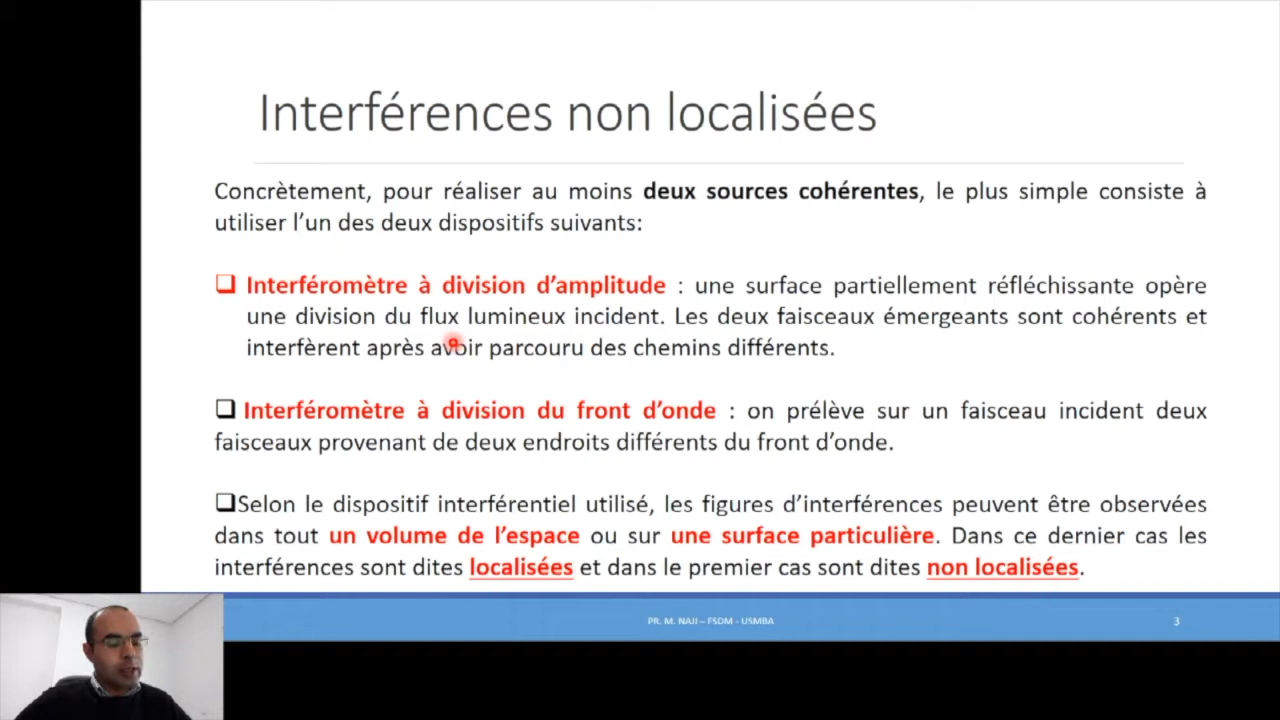 Interférences non localisées
Concrètement, pour réaliser au moins deux sources cohérentes, le plus simple consiste à
utiliser l’un des deux dispositifs suivants:
Interféromètre à division d’amplitude : une surface partiellement réfléchissante opère
une division du flux lumineux incident. Les deux faisceaux émergeants sont cohérents et
interfèrent après avoir parcouru des chemins différents.
Interféromètre à division du front d’onde : on prélève sur un faisceau incident deux
faisceaux provenant de deux endroits différents du front d’onde.
Selon le dispositif interférentiel utilisé, les figures d’interférences peuvent être observées
dans tout un volume de l’espace ou sur une surface particulière. Dans ce dernier cas les
interférences sont dites localisées et dans le premier cas sont dites non localisées.
PR. M. NAJI – FSDM - USMBA
3